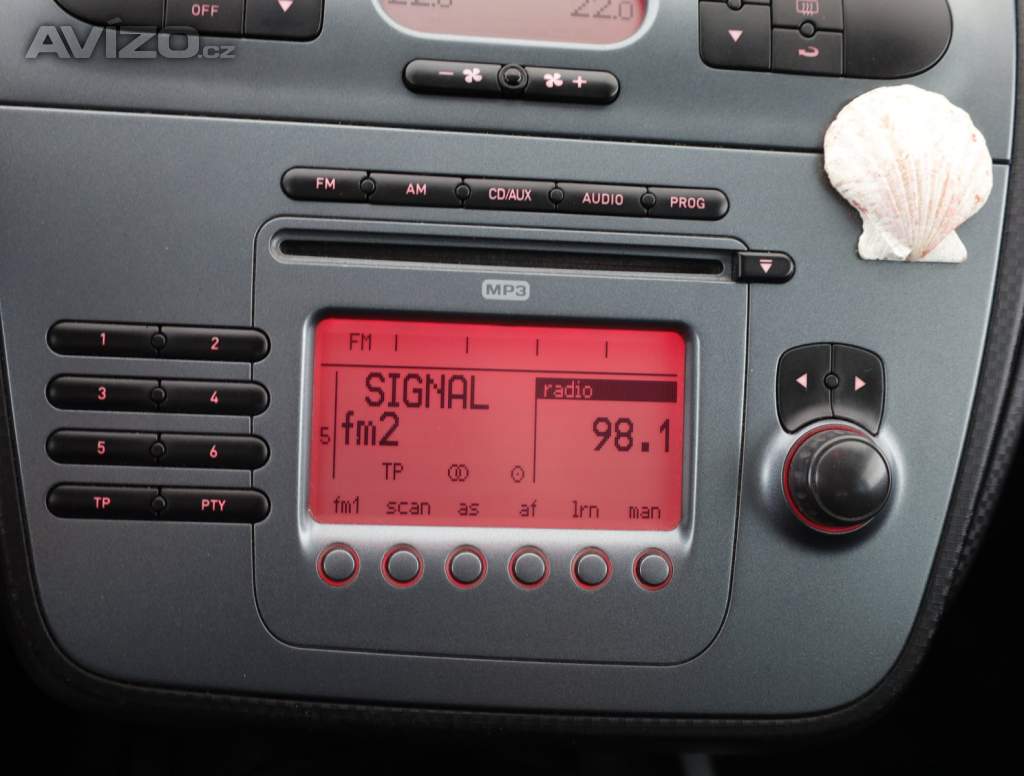 AVÍZO.cz
OFF
22.0
FM AM CD/AUX AUDIO PROG
MP3
1 2
3 4
5 6
TP PTY
FM
SIGNAL
radio
5 fm2
98.1
TP
fm1 scan as af lrn man